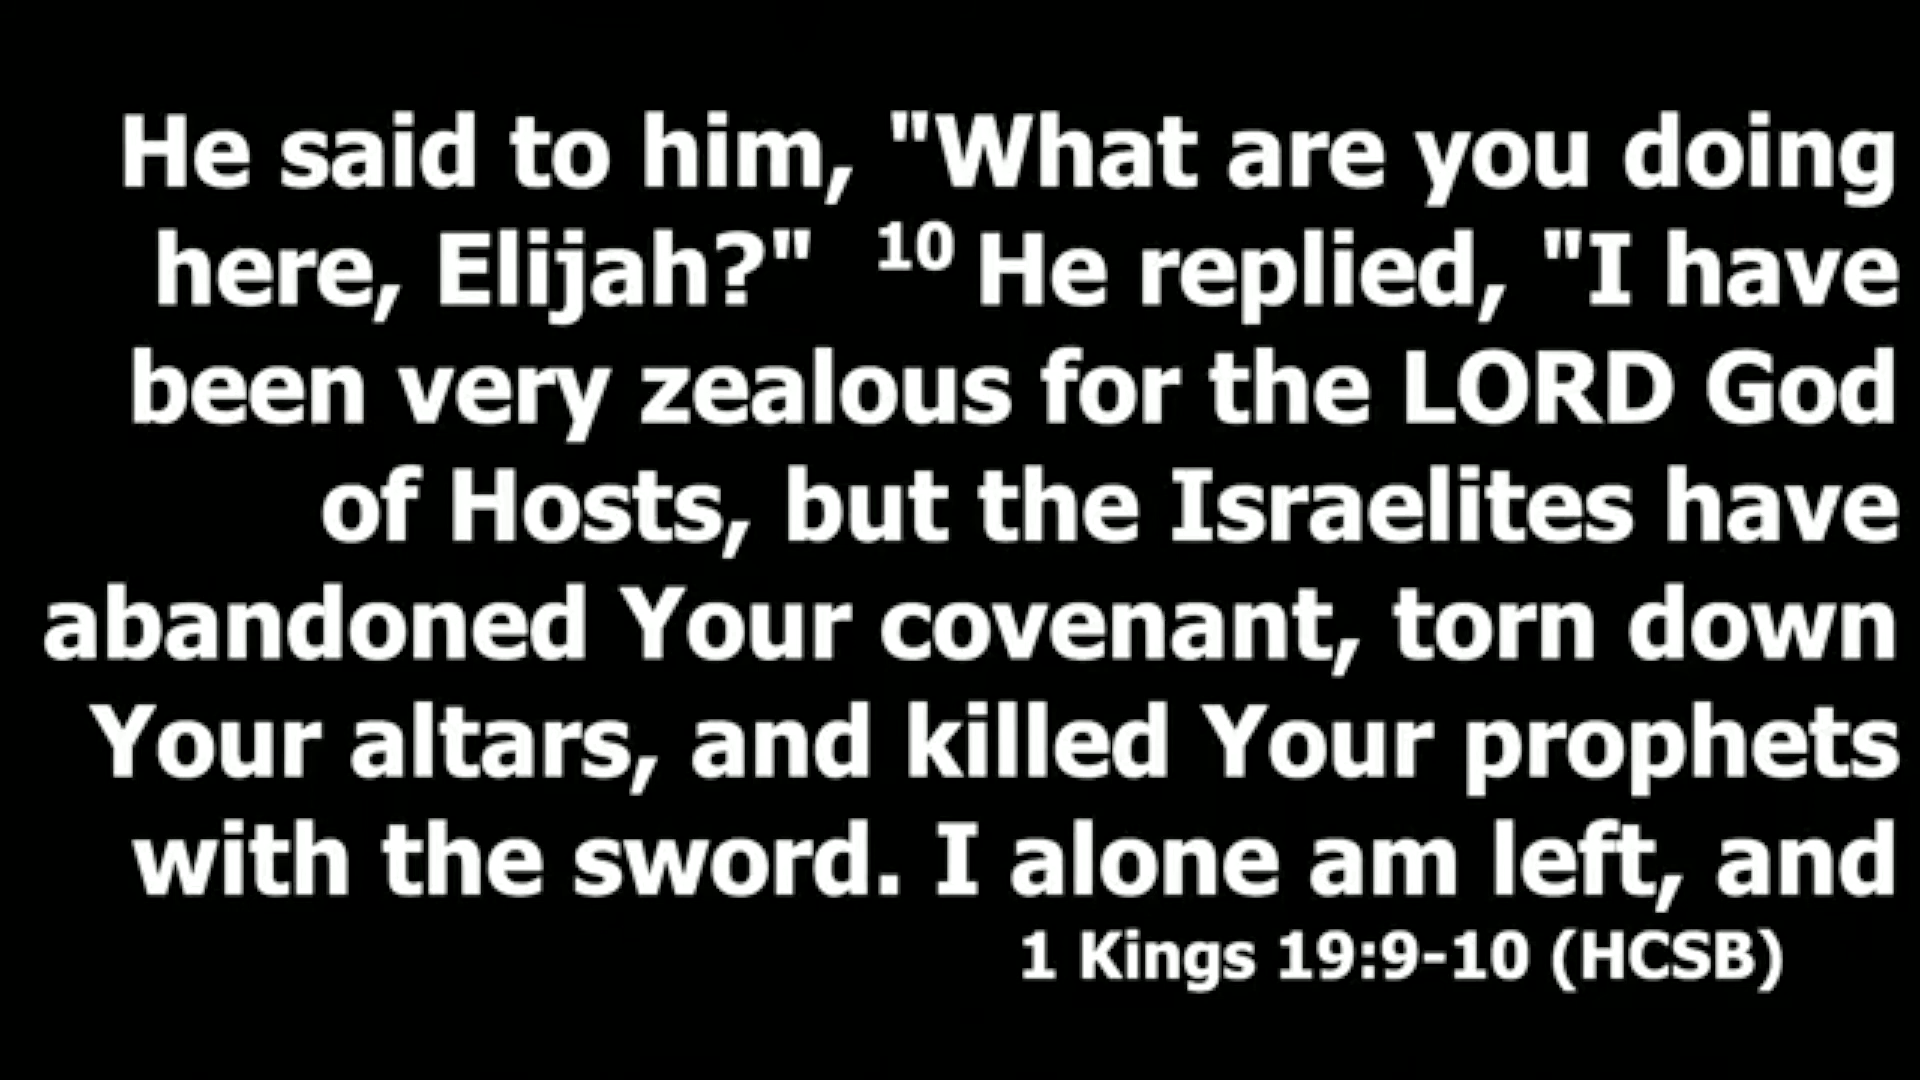 He said to him, "What are you doing
here, Elijah?" 10 He replied, "I have
been very zealous for the LORD God
of Hosts, but the Israelites have
abandoned Your covenant, torn down
Your altars, and killed Your prophets
with the sword. I alone am left, and
1 Kings 19:9-10 (HCSB)